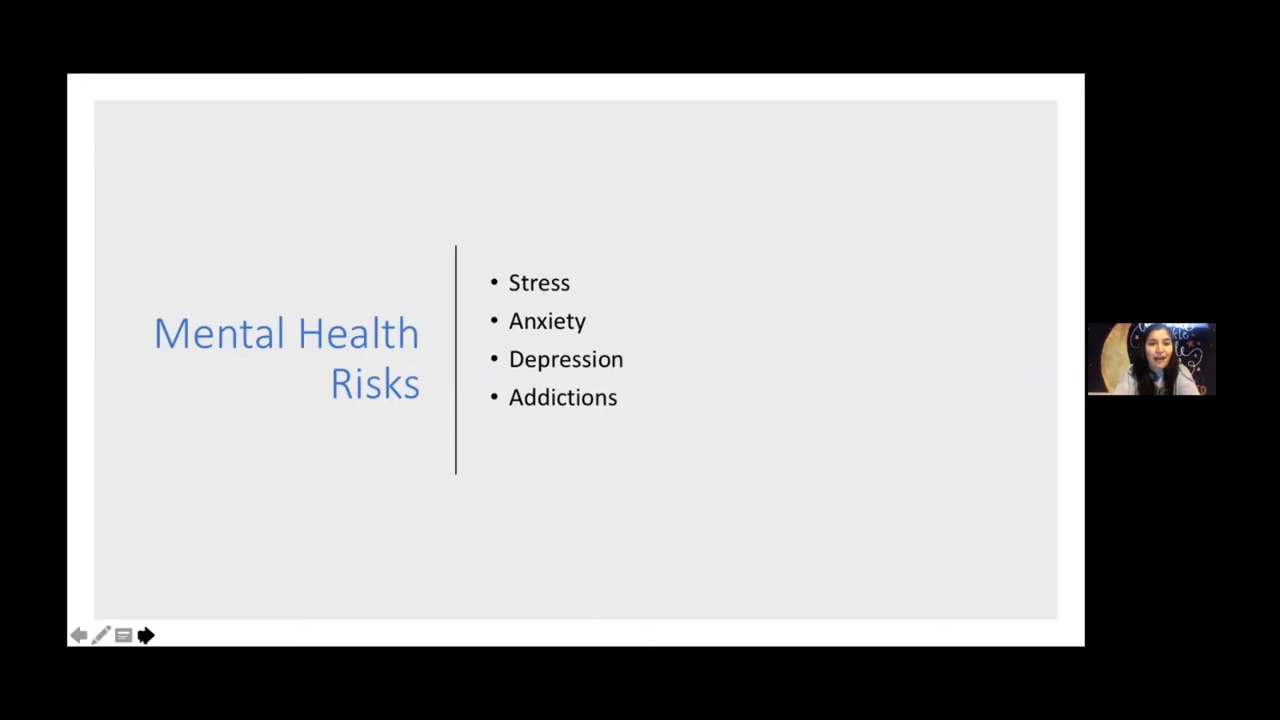 Mental Health
Risks
• Stress
• Anxiety
• Depression
• Addictions